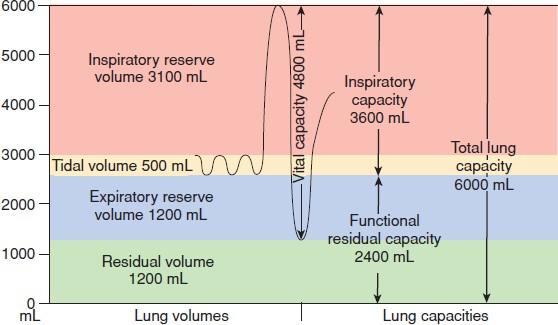 6000
5000
4000
3000
2000
1000
0
mL
Inspiratory reserve
volume 3100 mL
Tidal volume 500 mL
Expiratory reserve
volume 1200 mL
Residual volume
1200 mL
Vital capacity 4800 mL
Inspiratory
capacity
3600 mL
Functional
residual capacity
2400 mL
Total lung
capacity
6000 mL
Lung volumes
Lung capacities